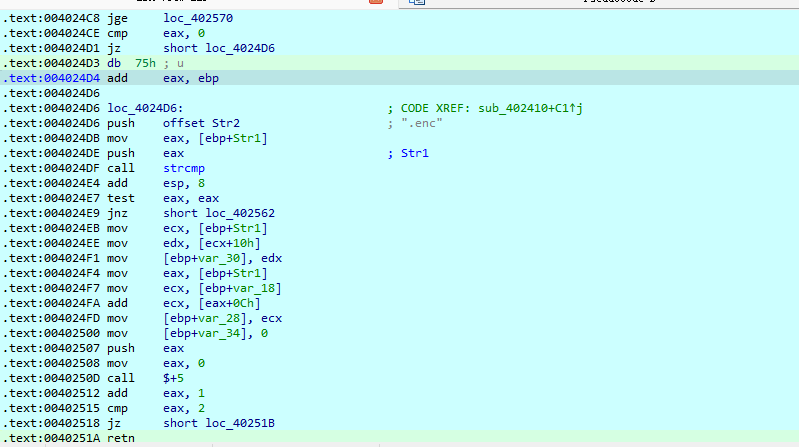 .text:004024C8 jge loc_402570
.text:004024CE cmp eax, 0
.text:004024D1 jz short loc_4024D6
.text:004024D3 db 75h ; u
.text:004024D4 add eax, ebp
.text:004024D6
.text:004024D6 loc_4024D6: ; CODE XREF: sub_402410+C1↑j
.text:004024D6 push offset Str2 ; ".enc"
.text:004024DB mov eax, [ebp+Str1]
.text:004024DE push eax ; Str1
.text:004024DF call strcmp
.text:004024E4 add esp, 8
.text:004024E7 test eax, eax
.text:004024E9 jnz short loc_402562
.text:004024EB mov ecx, [ebp+Str1]
.text:004024EE mov edx, [ecx+10h]
.text:004024F1 mov [ebp+var_30], edx
.text:004024F4 mov eax, [ebp+Str1]
.text:004024F7 mov ecx, [ebp+var_18]
.text:004024FA add ecx, [eax+0Ch]
.text:004024FD mov [ebp+var_28], ecx
.text:00402500 mov [ebp+var_34], 0
.text:00402507 push eax
.text:00402508 mov eax, 0
.text:0040250D call $+5
.text:00402512 add eax, 1
.text:00402515 cmp eax, 2
.text:00402518 jz short loc_40251B
.text:0040251A retn